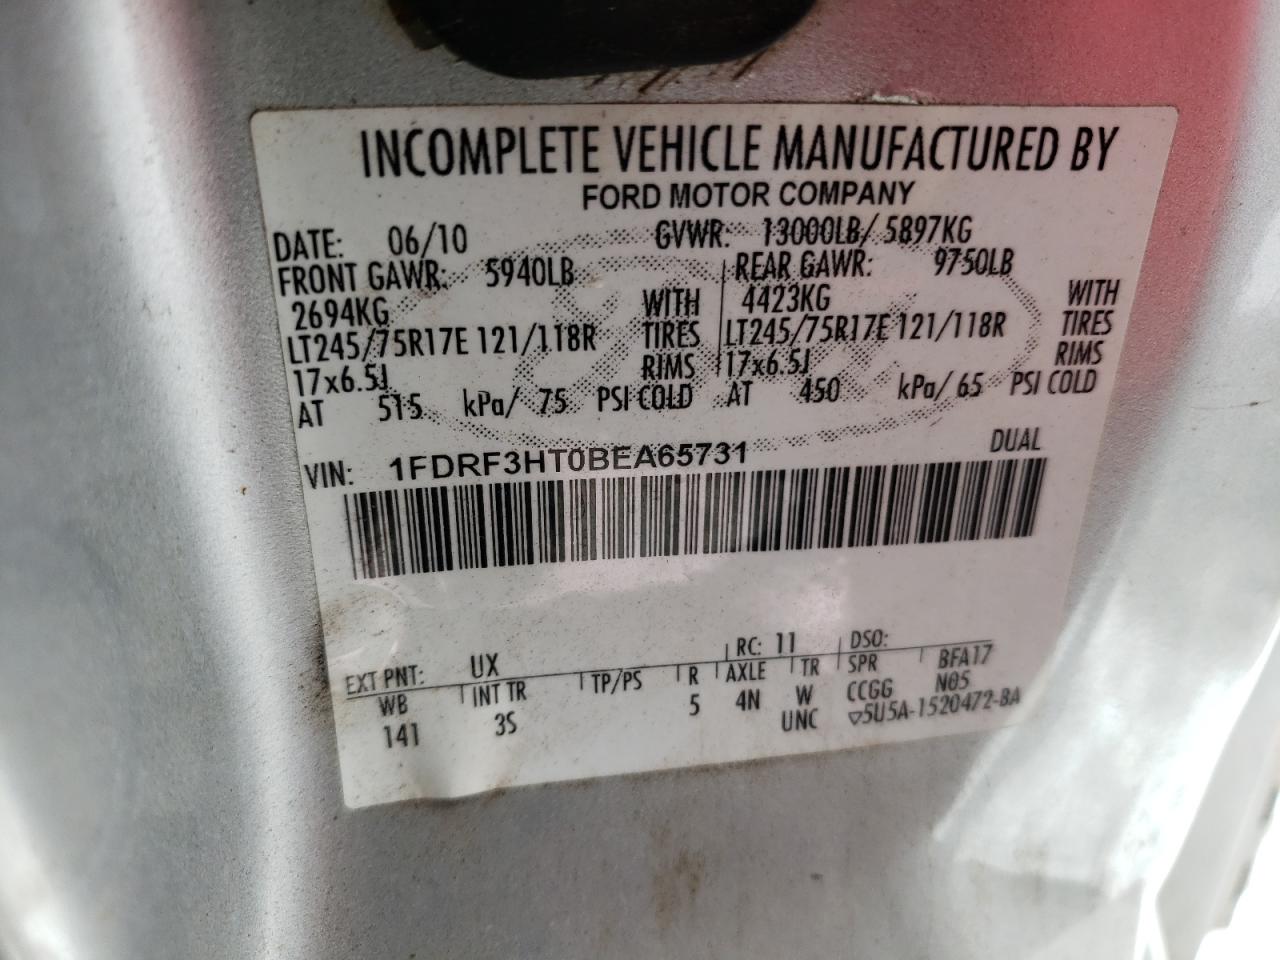 INCOMPLETE VEHICLE MANUFACTURED BY
FORD MOTOR COMPANY
DATE: 06/10 GVWR: 13000LB/ 5897KG
FRONT GAWR: 5940LB REAR GAWR: 9750LB
2694KG WITH 4423KG WITH
LT245/75R17E 121/118R TIRES LT245/75R17E 121/118R TIRES
17x6.5J RIMS 17x6.5J RIMS
AT 515 kPa/ 75 PSI COLD AT 450 kPa/ 65 PSI COLD
VIN: 1FDRF3HT0BEA65731 DUAL
EXT PNT: UX RC: 11 DSO:
WB INT TR TP/PS R AXLE TR SPR BFA17
141 3S 5 4N W CCGG N05
UNC ▽5U5A-1520472-BA